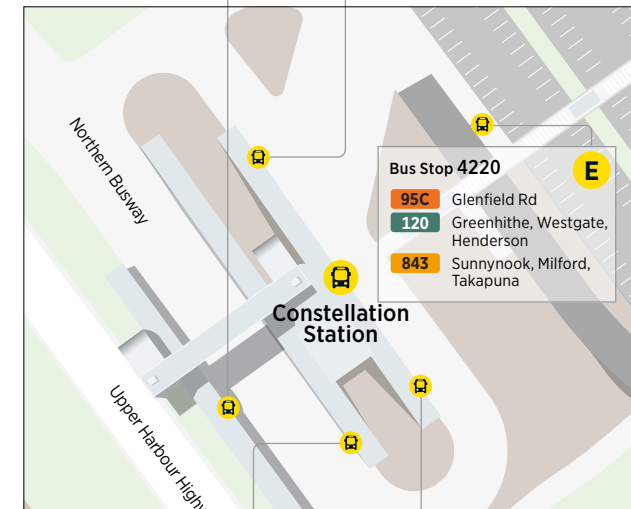 Northern Busway
Bus Stop 4220
E
95C Glenfield Rd
120 Greenhithe, Westgate,
Henderson
843 Sunnynook, Milford,
Takapuna
Constellation
Station
Upper Harbour